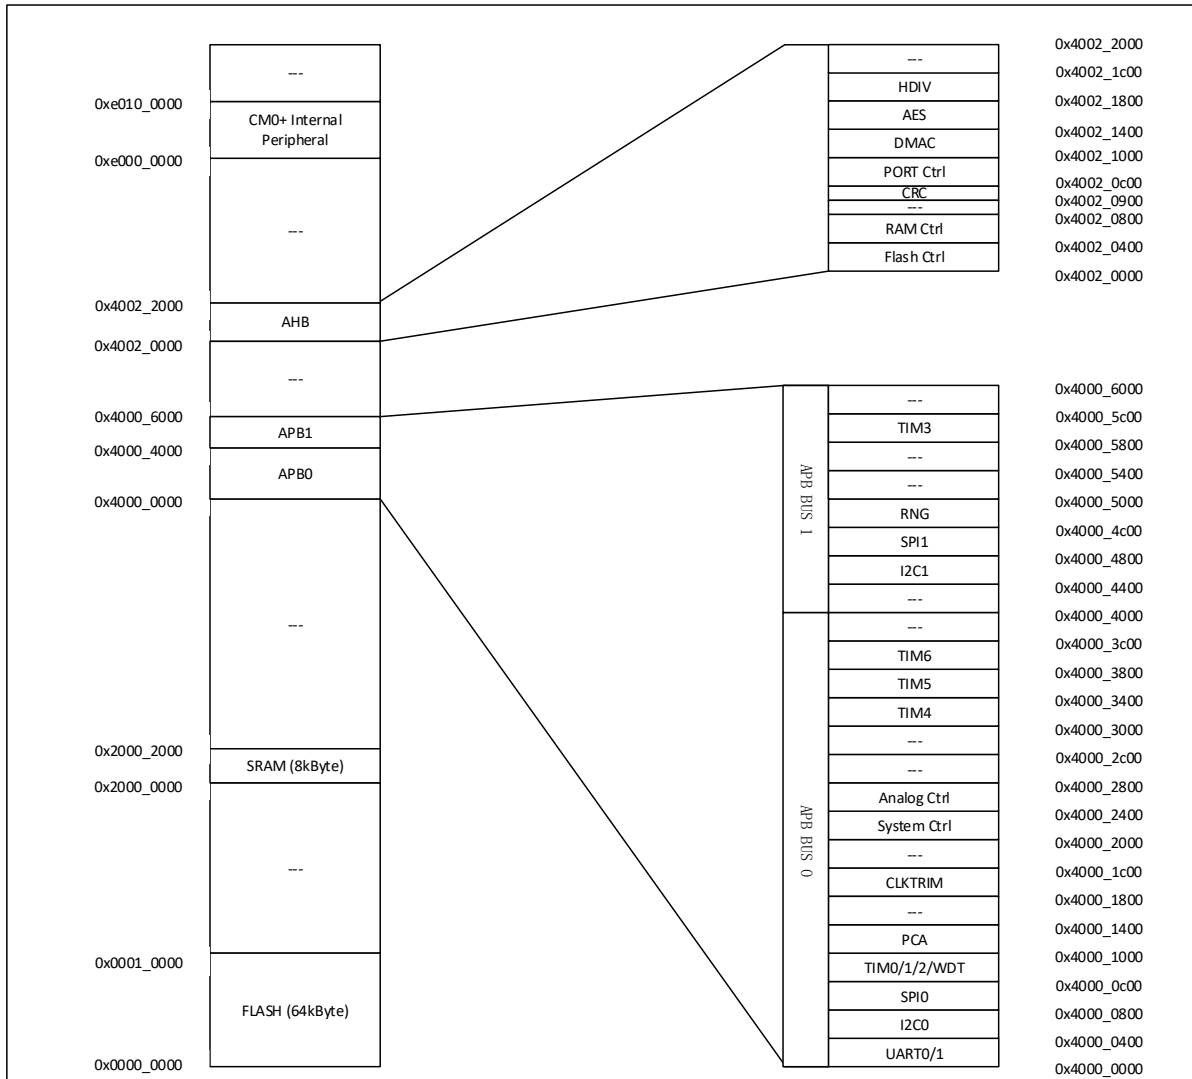 ---
0xe010_0000
CM0+ Internal
Peripheral
0xe000_0000
---
0x4002_2000
AHB
0x4002_0000
---
0x4000_6000
APB1
0x4000_4000
APB0
0x4000_0000
---
0x2000_2000
SRAM (8kByte)
0x2000_0000
---
0x0001_0000
FLASH (64kByte)
0x0000_0000
0x4002_2000
---
0x4002_1c00
HDIV
0x4002_1800
AES
0x4002_1400
DMAC
0x4002_1000
PORT Ctrl
0x4002_0c00
CRC
0x4002_0900
---
0x4002_0800
RAM Ctrl
0x4002_0400
Flash Ctrl
0x4002_0000
APB BUS 1
0x4000_6000
---
0x4000_5c00
TIM3
0x4000_5800
---
0x4000_5400
---
0x4000_5000
RNG
0x4000_4c00
SPI1
0x4000_4800
I2C1
0x4000_4400
---
0x4000_4000
APB BUS 0
---
0x4000_3c00
TIM6
0x4000_3800
TIM5
0x4000_3400
TIM4
0x4000_3000
---
0x4000_2c00
---
0x4000_2800
Analog Ctrl
0x4000_2400
System Ctrl
0x4000_2000
---
0x4000_1c00
CLKTRIM
0x4000_1800
---
0x4000_1400
PCA
0x4000_1000
TIM0/1/2/WDT
0x4000_0c00
SPI0
0x4000_0800
I2C0
0x4000_0400
UART0/1
0x4000_0000